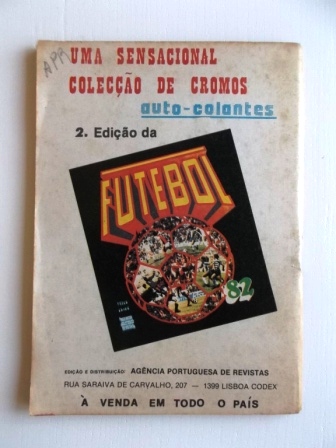 APR
UMA SENSACIONAL
COLECÇÃO DE CROMOS
auto-colantes
2. Edição da
FUTEBOL
82
EDIÇÃO E DISTRIBUIÇÃO: AGÊNCIA PORTUGUESA DE REVISTAS
RUA SARAIVA DE CARVALHO, 207 — 1399 LISBOA CODEX
À VENDA EM TODO O PAÍS